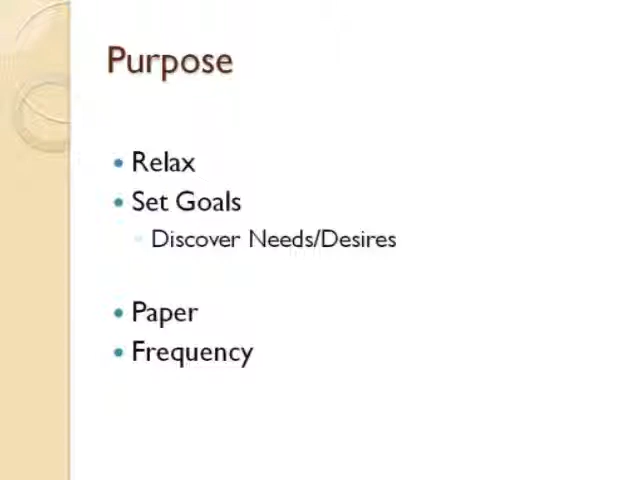 Purpose
Relax
Set Goals
Discover Needs/Desires
Paper
Frequency